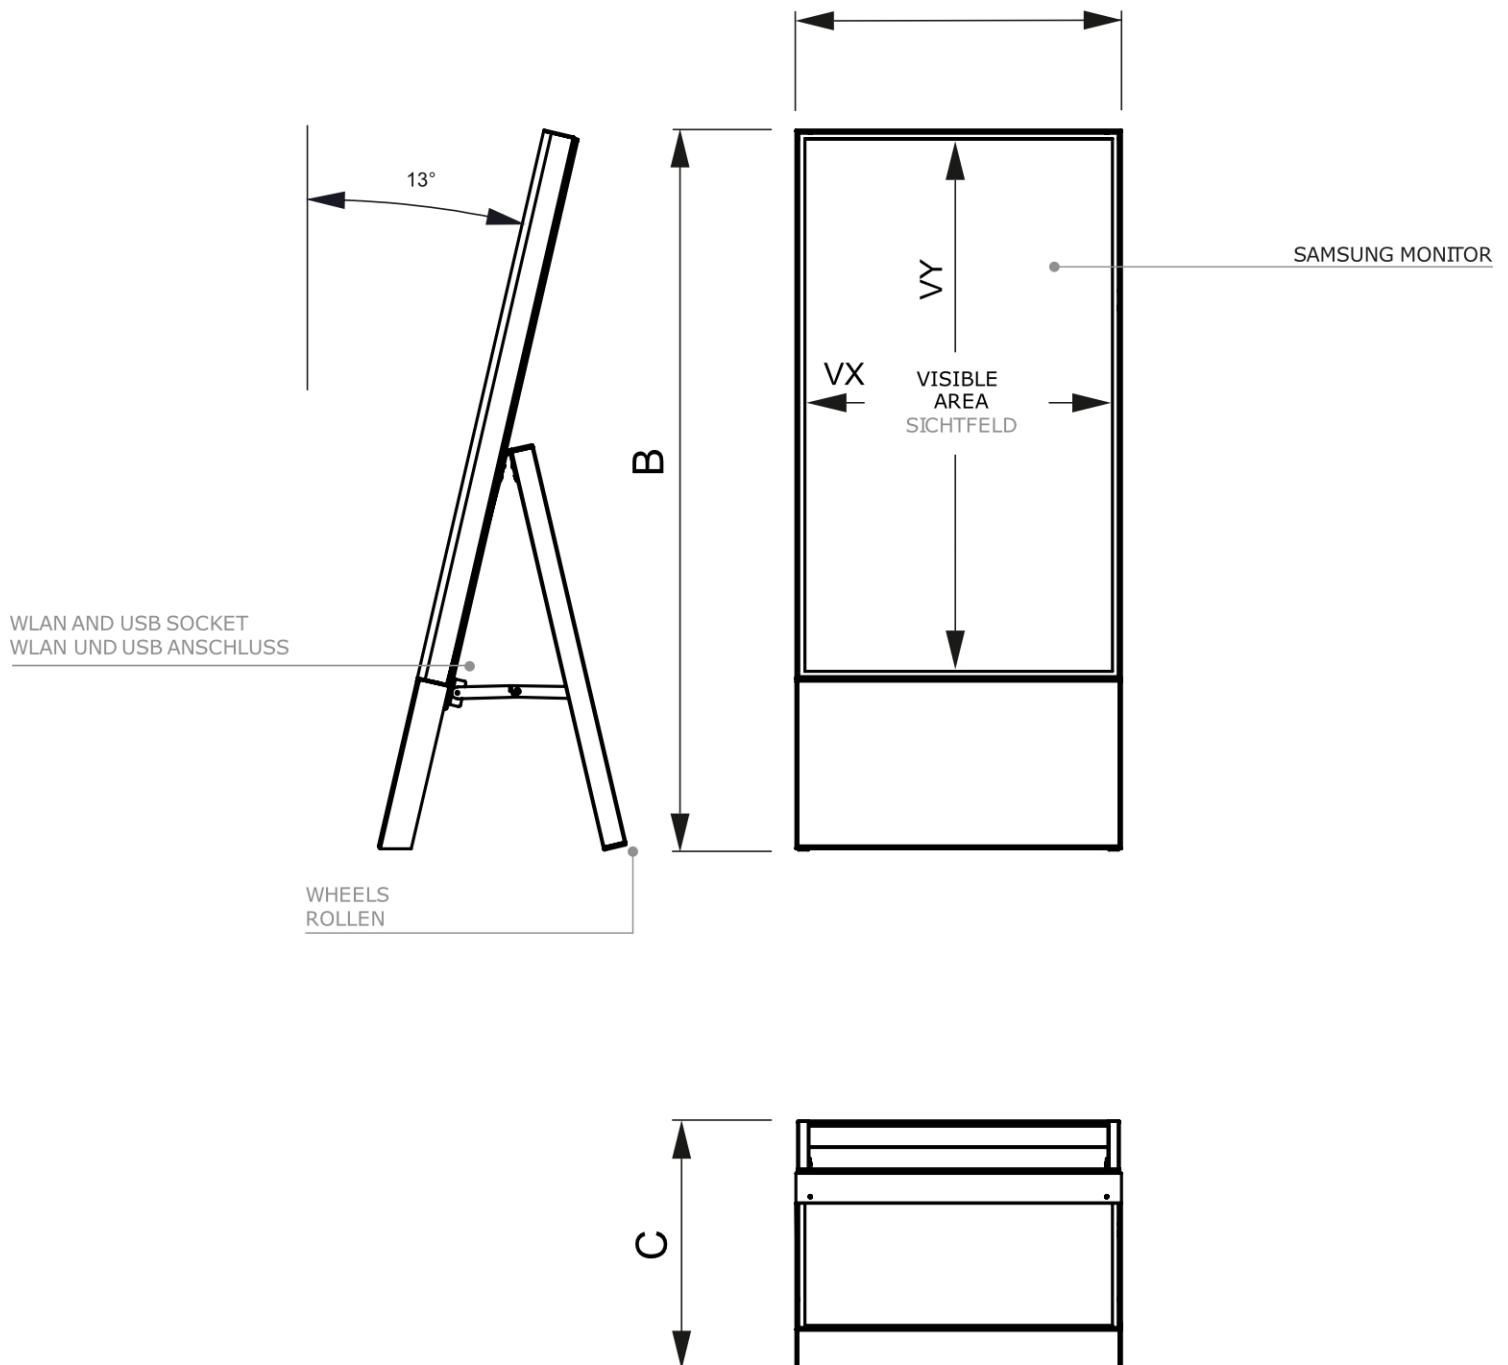 13°
SAMSUNG MONITOR
VY
VX
VISIBLE
AREA
SICHTFELD
B
WLAN AND USB SOCKET
WLAN UND USB ANSCHLUSS
WHEELS
ROLLEN
C